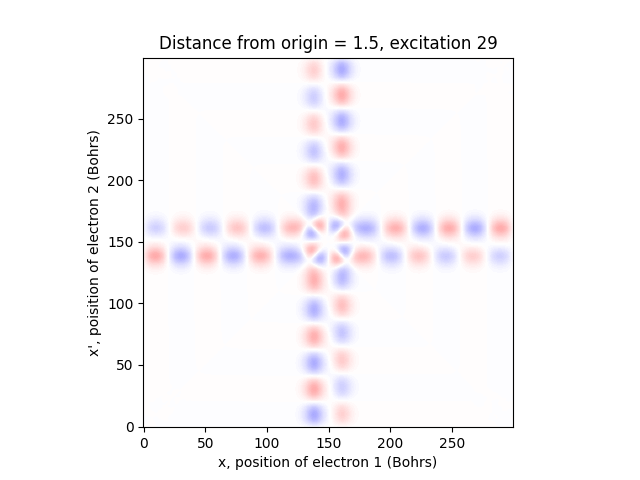 Distance from origin = 1.5, excitation 29
x', poisition of electron 2 (Bohrs)
250
200
150
100
50
0
0 50 100 150 200 250
x, position of electron 1 (Bohrs)